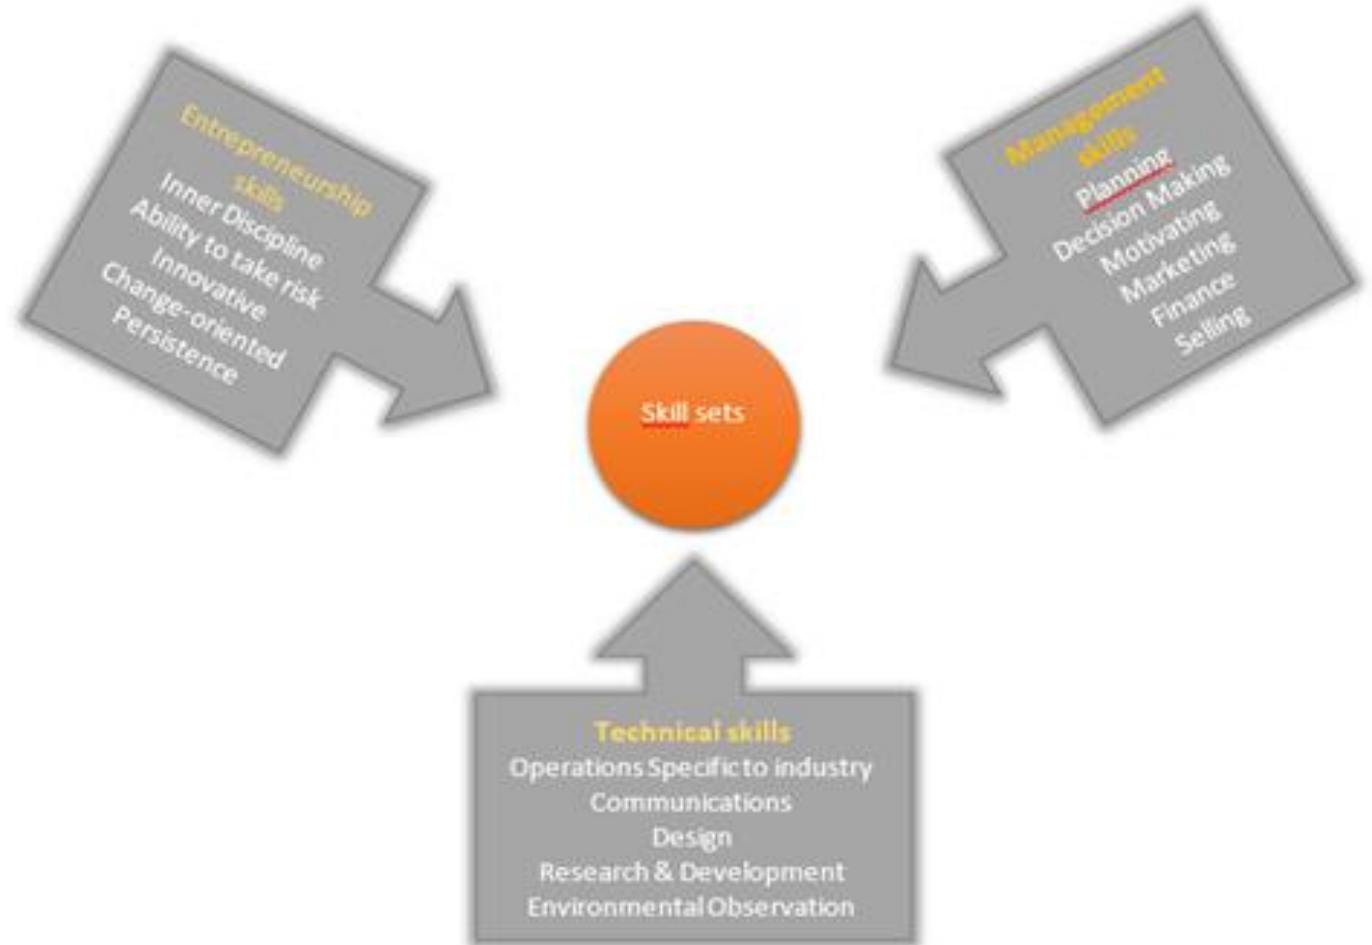 Entrepreneurship
skills
Inner Discipline
Ability to take risk
Innovative
Change-oriented
Persistence
Management
skills
Planning
Decision Making
Motivating
Marketing
Finance
Selling
Skill sets
Technical skills
Operations Specific to industry
Communications
Design
Research & Development
Environmental Observation